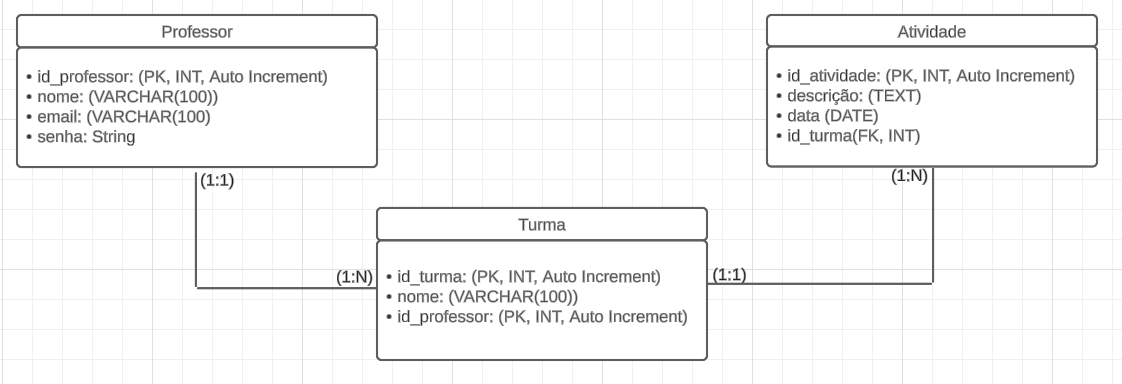 Professor
• id_professor: (PK, INT, Auto Increment)
• nome: (VARCHAR(100))
• email: (VARCHAR(100)
• senha: String
(1:1)
Atividade
• id_atividade: (PK, INT, Auto Increment)
• descrição: (TEXT)
• data (DATE)
• id_turma(FK, INT)
(1:N)
Turma
(1:N)
• id_turma: (PK, INT, Auto Increment)
• nome: (VARCHAR(100))
• id_professor: (PK, INT, Auto Increment)
(1:1)